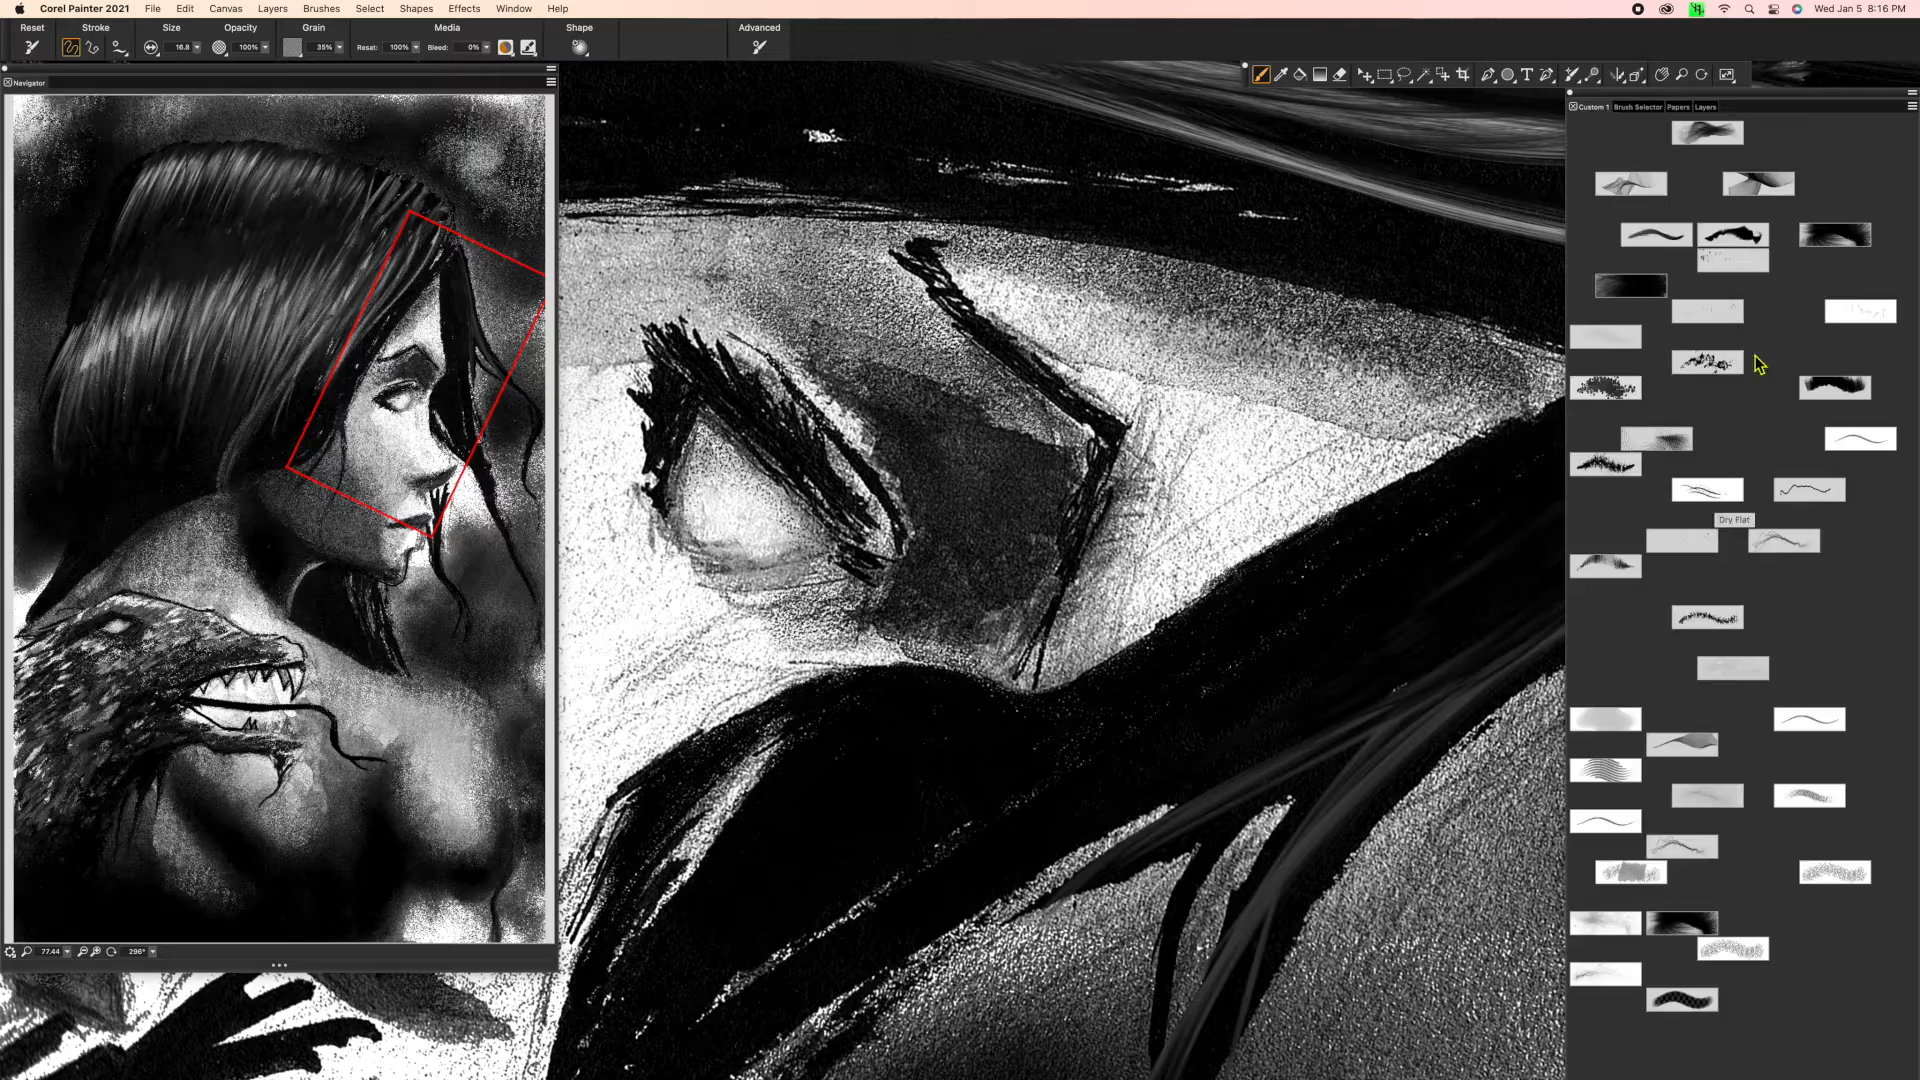 Corel Painter 2021 File Edit Canvas Layers Brushes Select Shapes Effects Window Help Wed Jan 5 8:16 PM
Reset Stroke Size Opacity Grain Media Shape Advanced
16.8 100% 35% Resat: 100% Bleed: 0%
Navigator
Custom 1 Brush Selector Papers Layers
Dry Flat
77.44 296°